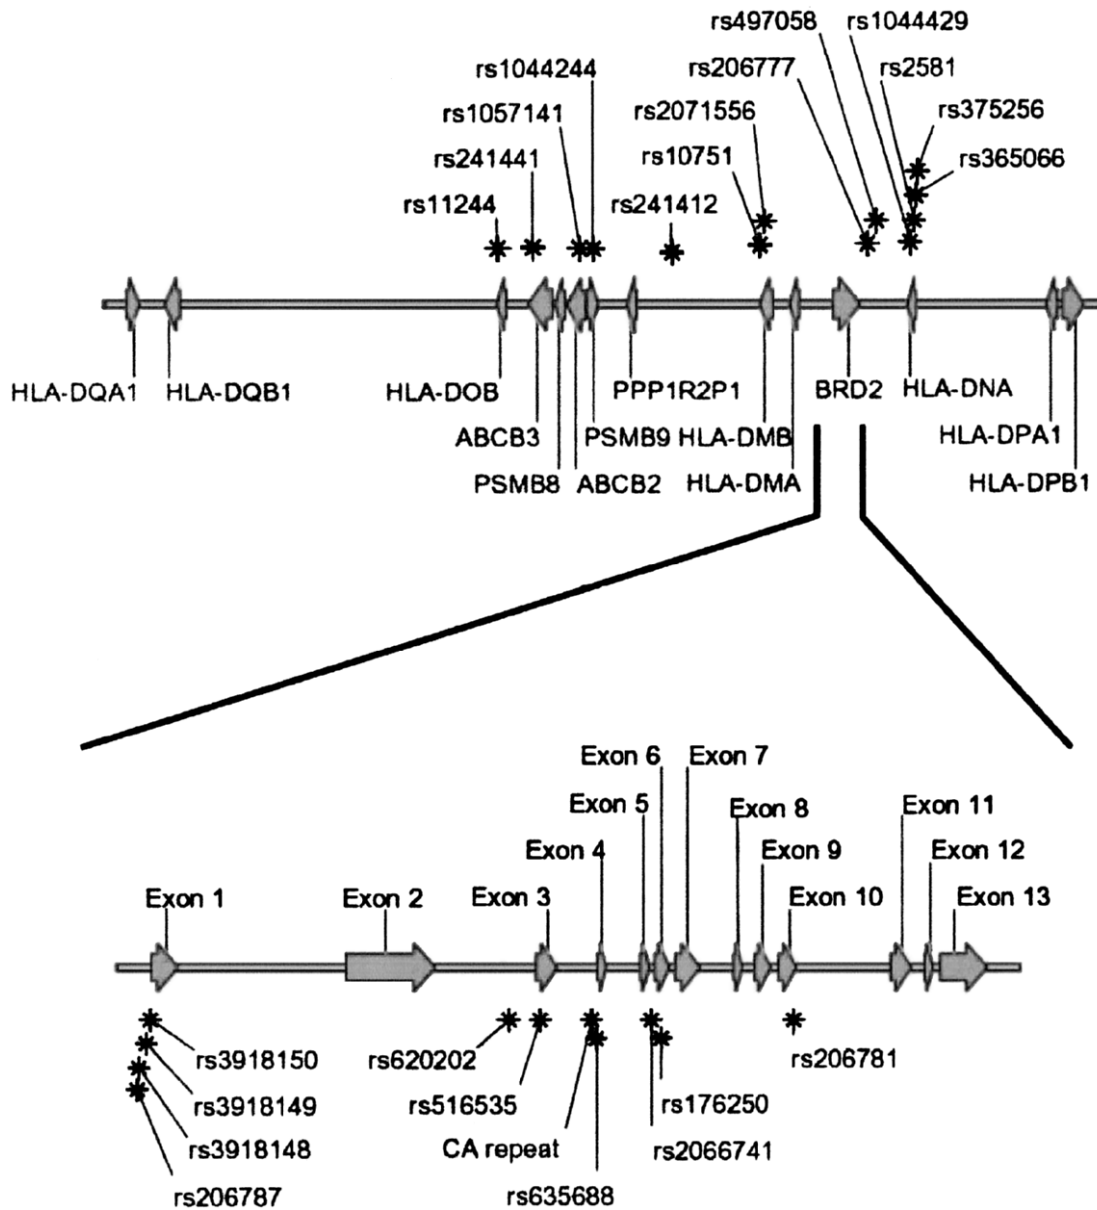 rs497058 rs1044429
rs1044244 rs206777 rs2581
rs1057141 rs2071556 rs375256
rs241441 rs10751 rs365066
rs11244 rs241412
HLA-DQA1 HLA-DQB1 HLA-DOB PPP1R2P1 BRD2 HLA-DNA
ABCB3 PSMB9 HLA-DMB HLA-DPA1
PSMB8 ABCB2 HLA-DMA HLA-DPB1
Exon 6 Exon 7
Exon 5 Exon 8 Exon 11
Exon 4 Exon 9 Exon 12
Exon 1 Exon 2 Exon 3 Exon 10 Exon 13
rs3918150 rs620202 rs206781
rs3918149 rs516535 rs176250
rs3918148 CA repeat rs2066741
rs206787 rs635688